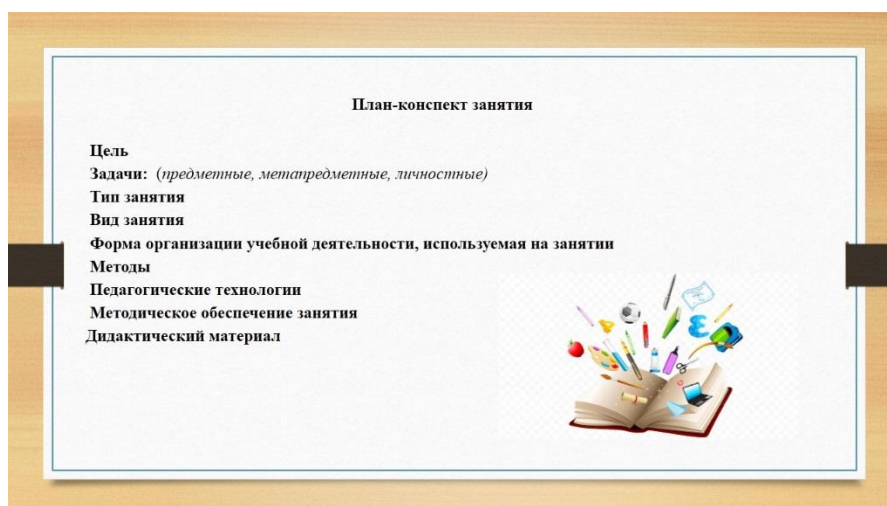 План-конспект занятия
Цель
Задачи: (предметные, метапредметные, личностные)
Тип занятия
Вид занятия
Форма организации учебной деятельности, используемая на занятии
Методы
Педагогические технологии
Методическое обеспечение занятия
Дидактический материал